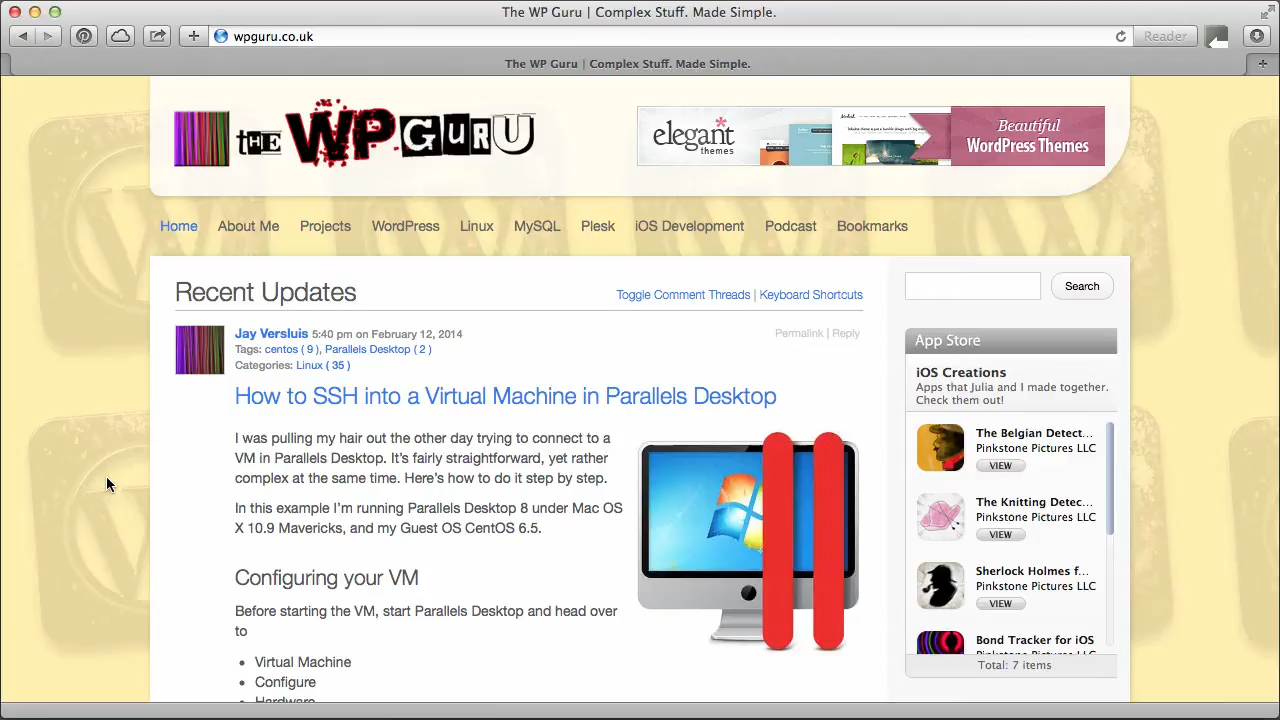 The WP Guru | Complex Stuff. Made Simple.
wpguru.co.uk
Reader
The WP Guru | Complex Stuff. Made Simple.
THE WP GURU
elegant themes
Beautiful
WordPress Themes
Home About Me Projects WordPress Linux MySQL Plesk iOS Development Podcast Bookmarks
Recent Updates
Toggle Comment Threads | Keyboard Shortcuts
Search
Jay Versluis 5:40 pm on February 12, 2014
Permalink | Reply
Tags: centos ( 9 ), Parallels Desktop ( 2 )
Categories: Linux ( 35 )
How to SSH into a Virtual Machine in Parallels Desktop
I was pulling my hair out the other day trying to connect to a
VM in Parallels Desktop. It's fairly straightforward, yet rather
complex at the same time. Here's how to do it step by step.
In this example I'm running Parallels Desktop 8 under Mac OS
X 10.9 Mavericks, and my Guest OS CentOS 6.5.
Configuring your VM
Before starting the VM, start Parallels Desktop and head over
to
• Virtual Machine
• Configure
• Hardware
App Store
iOS Creations
Apps that Julia and I made together.
Check them out!
The Belgian Detect...
Pinkstone Pictures LLC
VIEW
The Knitting Detec...
Pinkstone Pictures LLC
VIEW
Sherlock Holmes f...
Pinkstone Pictures LLC
VIEW
Bond Tracker for iOS
Pinkstone Pictures LLC
Total: 7 items